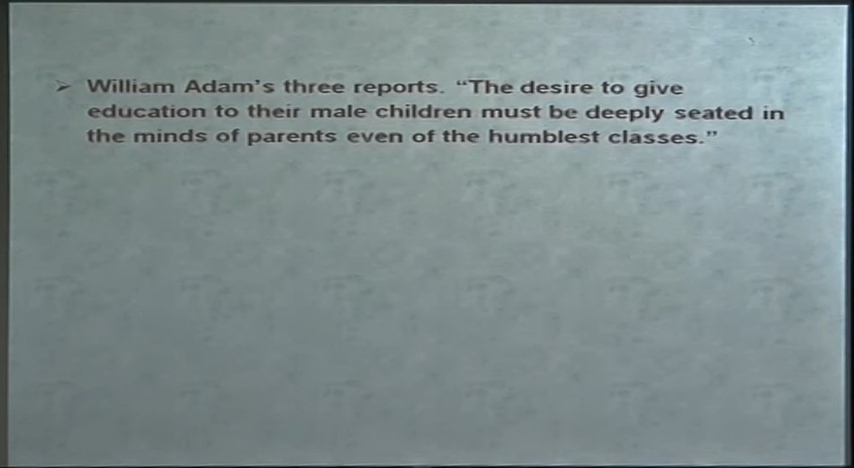 ➢ William Adam's three reports. "The desire to give
education to their male children must be deeply seated in
the minds of parents even of the humblest classes."